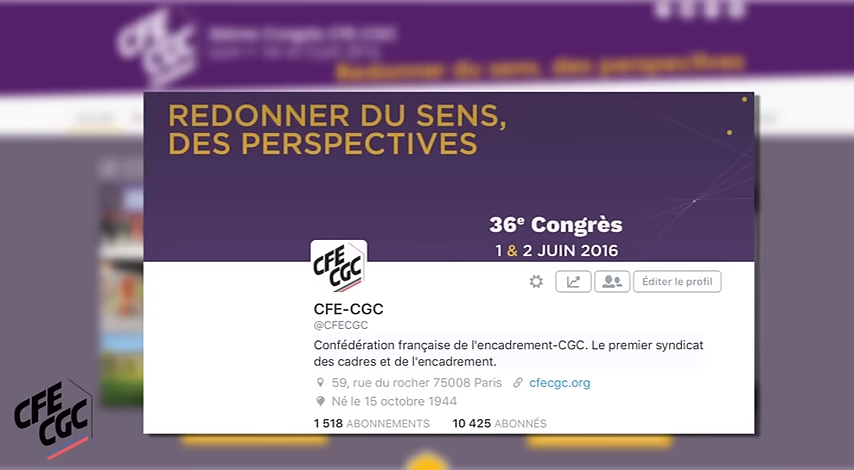 Redonner du sens, des perspectives
REDONNER DU SENS,
DES PERSPECTIVES
36e Congrès
1 & 2 JUIN 2016
CFE
CGC
Éditer le profil
CFE-CGC
@CFECGC
Confédération française de l'encadrement-CGC. Le premier syndicat
des cadres et de l'encadrement.
59, rue du rocher 75008 Paris cfecgc.org
Né le 15 octobre 1944
1 518 ABONNEMENTS 10 425 ABONNÉS
CFE
CGC